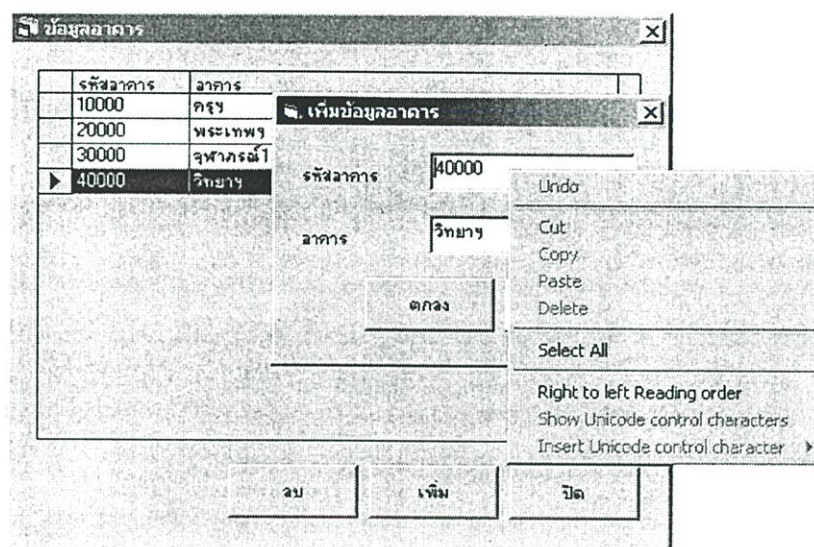 ข้อมูลอาคาร
รหัสอาคาร อาคาร
10000 ครุฯ
20000 พระเทพฯ
30000 จุฬาภรณ์1
40000 วิทยาฯ
เพิ่มข้อมูลอาคาร
รหัสอาคาร 40000
อาคาร วิทยาฯ
ตกลง
Undo
Cut
Copy
Paste
Delete
Select All
Right to left Reading order
Show Unicode control characters
Insert Unicode control character
ลบ เพิ่ม ปิด